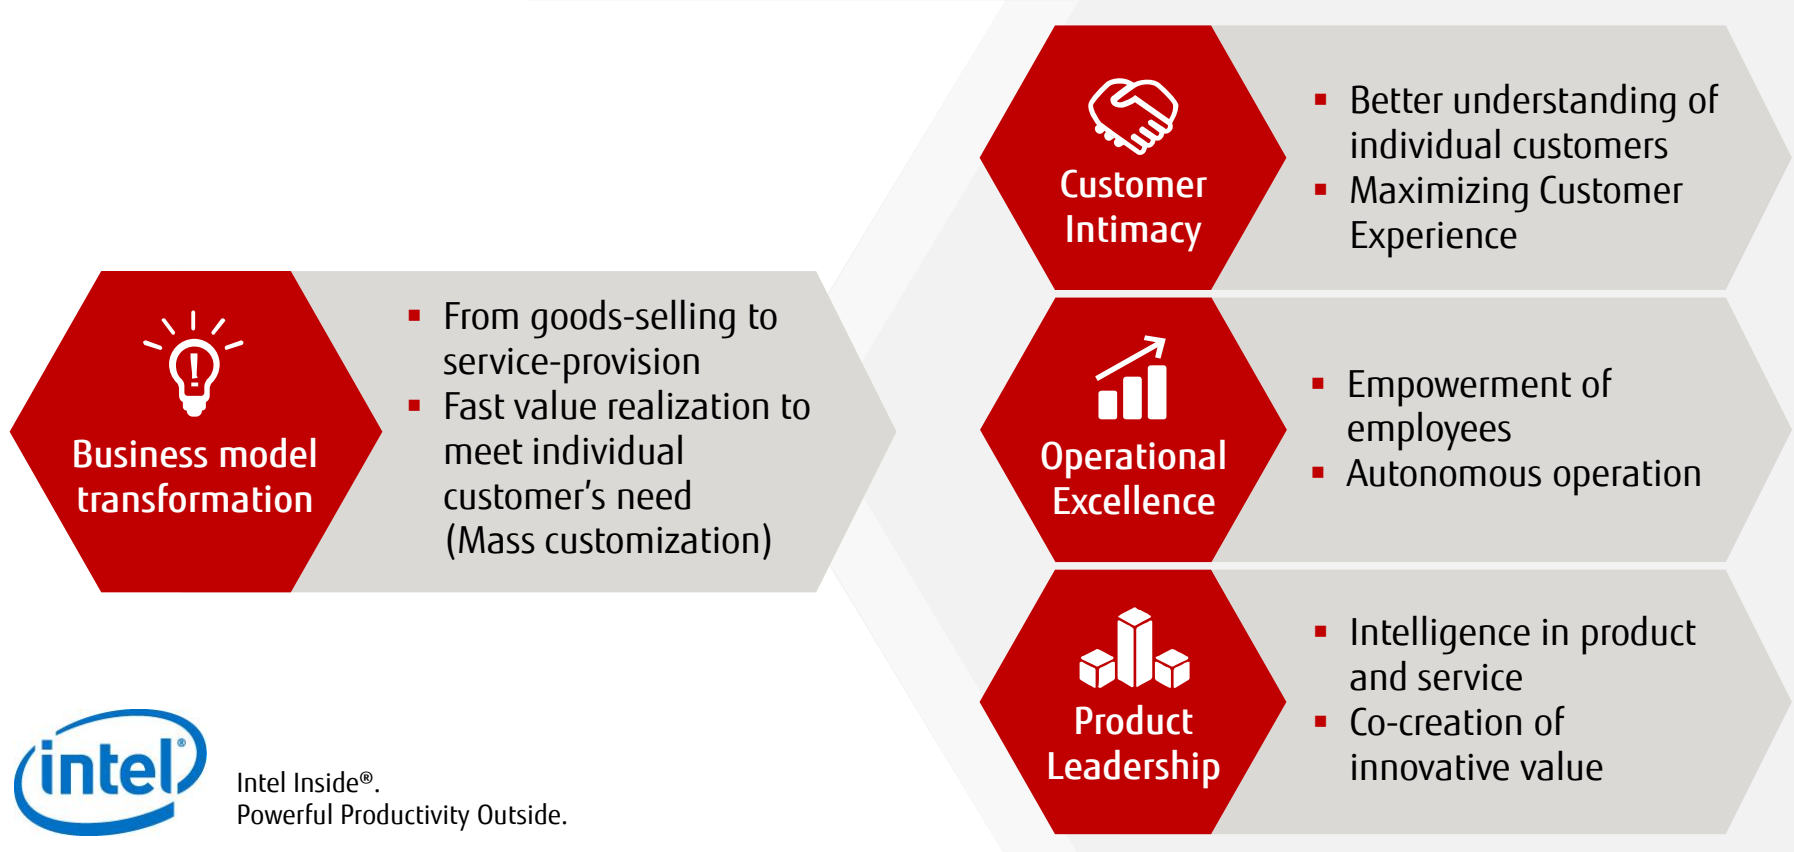 Business model
transformation
▪ From goods-selling to
service-provision
▪ Fast value realization to
meet individual
customer’s need
(Mass customization)
Customer
Intimacy
▪ Better understanding of
individual customers
▪ Maximizing Customer
Experience
Operational
Excellence
▪ Empowerment of
employees
▪ Autonomous operation
Product
Leadership
▪ Intelligence in product
and service
▪ Co-creation of
innovative value
intel®
Intel Inside®.
Powerful Productivity Outside.